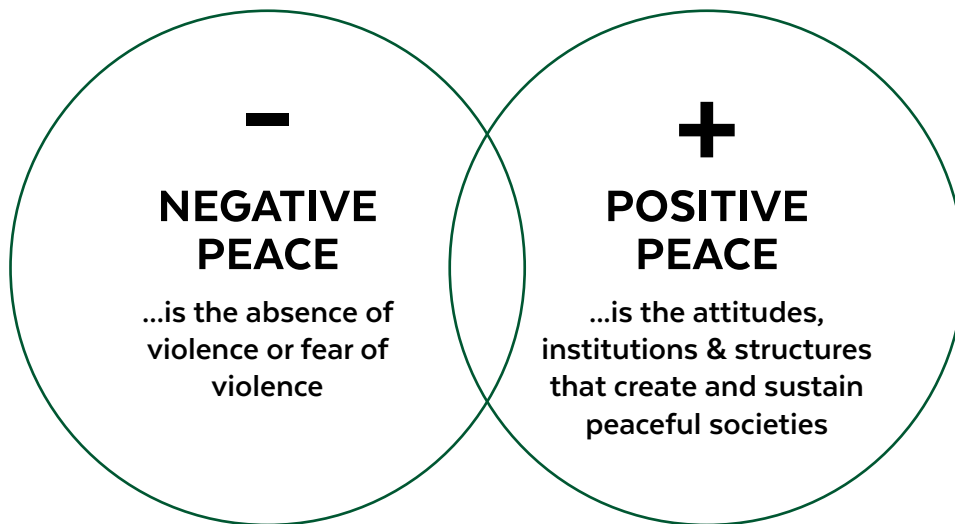 -
NEGATIVE
PEACE
...is the absence of
violence or fear of
violence
+
POSITIVE
PEACE
...is the attitudes,
institutions & structures
that create and sustain
peaceful societies